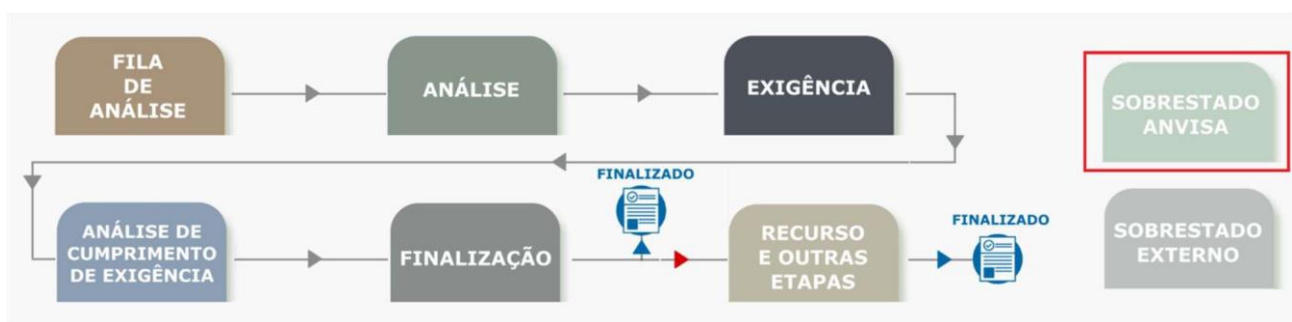 FILA
DE
ANÁLISE
ANÁLISE
EXIGÊNCIA
SOBRESTADO
ANVISA
ANÁLISE DE
CUMPRIMENTO
DE EXIGÊNCIA
FINALIZAÇÃO
FINALIZADO
RECURSO
E OUTRAS
ETAPAS
FINALIZADO
SOBRESTADO
EXTERNO